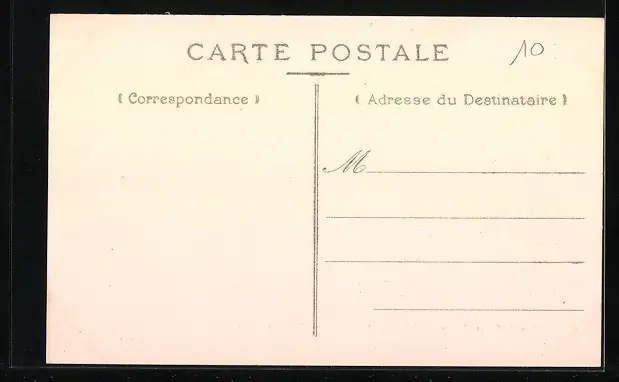 CARTE POSTALE
10
( Correspondance )
( Adresse du Destinataire )
M